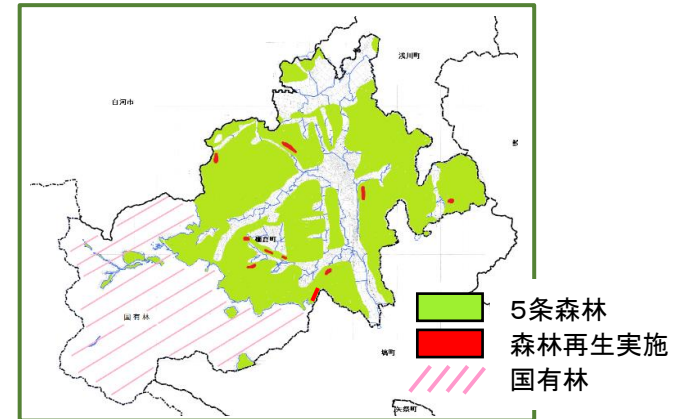 浅川町
白河市
棚倉町
国有林
塙町
矢祭町
5条森林
森林再生実施
国有林